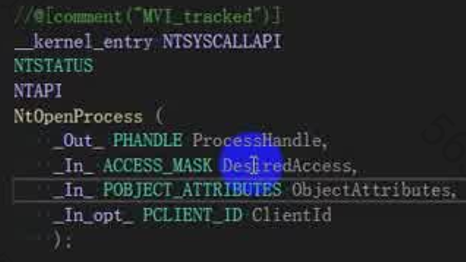 //@[comment("MVI_tracked")]
__kernel_entry NTSYSCALLAPI
NTSTATUS
NTAPI
NtOpenProcess (
_Out_ PHANDLE ProcessHandle,
_In_ ACCESS_MASK DesiredAccess,
_In_ POBJECT_ATTRIBUTES ObjectAttributes,
_In_opt_ PCLIENT_ID ClientId
);